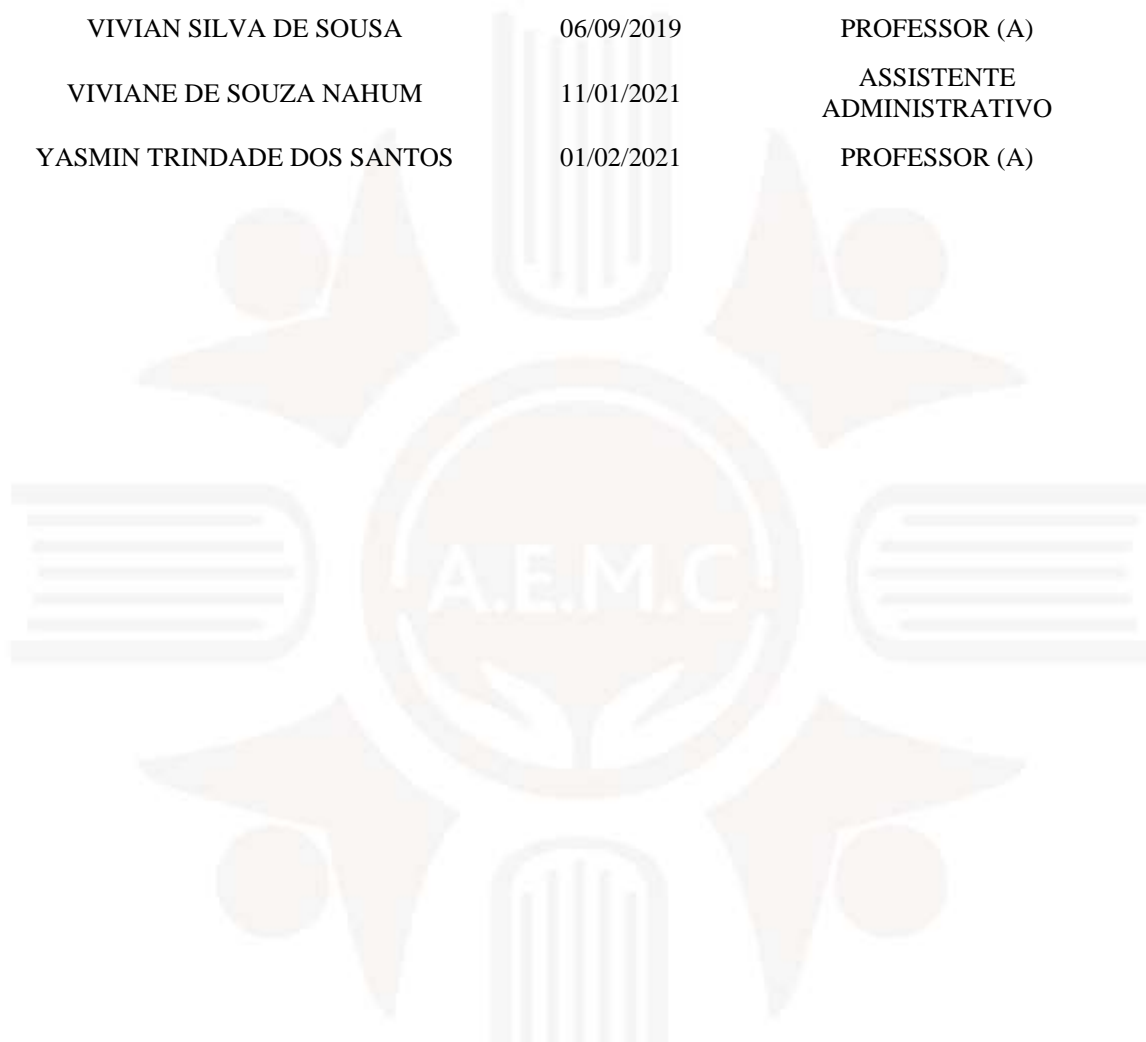 VIVIAN SILVA DE SOUSA 06/09/2019 PROFESSOR (A)
VIVIANE DE SOUZA NAHUM 11/01/2021 ASSISTENTE ADMINISTRATIVO
YASMIN TRINDADE DOS SANTOS 01/02/2021 PROFESSOR (A)
A.E.M.C